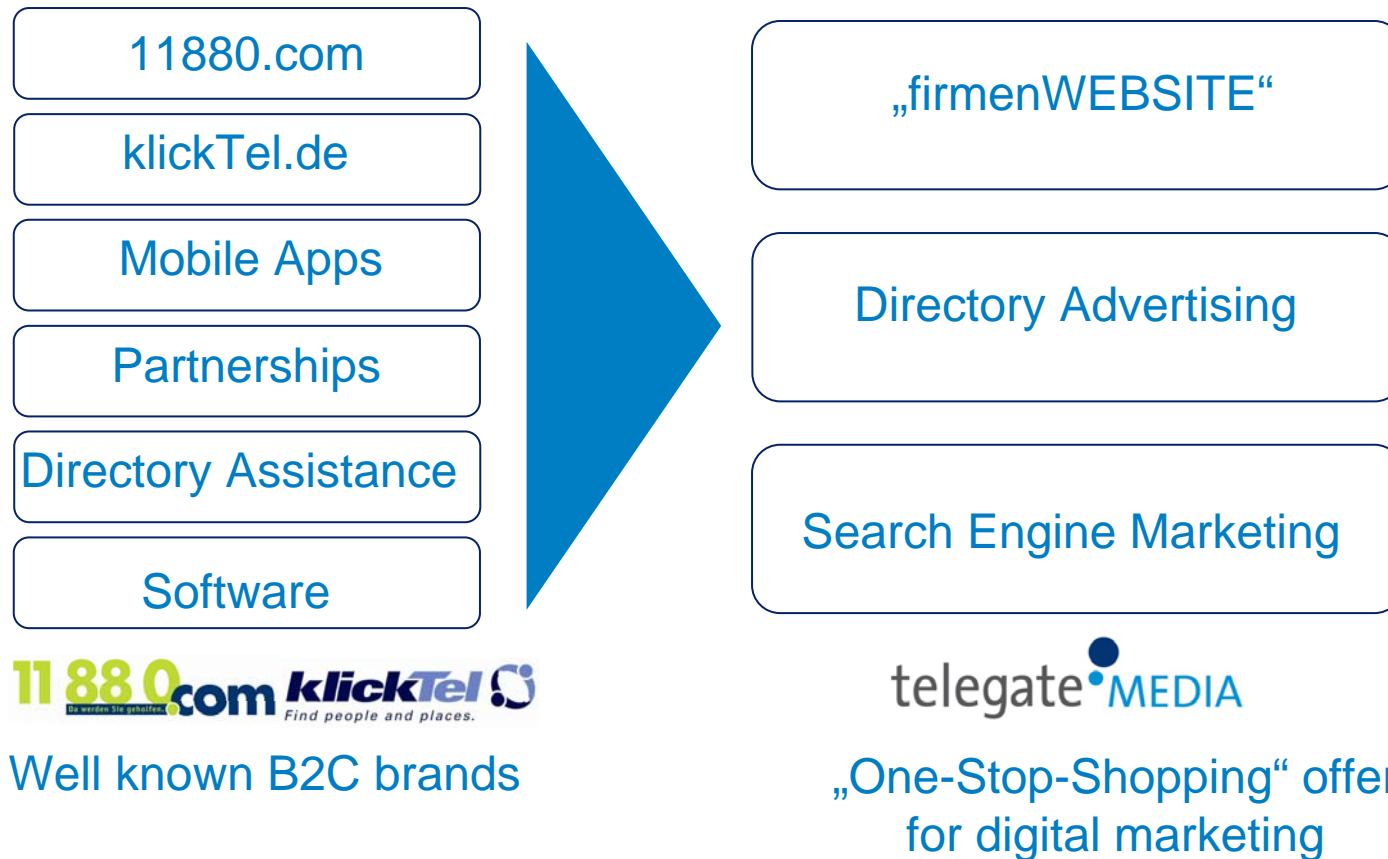 11880.com
klickTel.de
Mobile Apps
Partnerships
Directory Assistance
Software
„firmenWEBSITE“
Directory Advertising
Search Engine Marketing
11 88 0.com
Da werden Sie geholfen.
klickTel
Find people and places.
telegate MEDIA
Well known B2C brands
„One-Stop-Shopping“ offer
for digital marketing